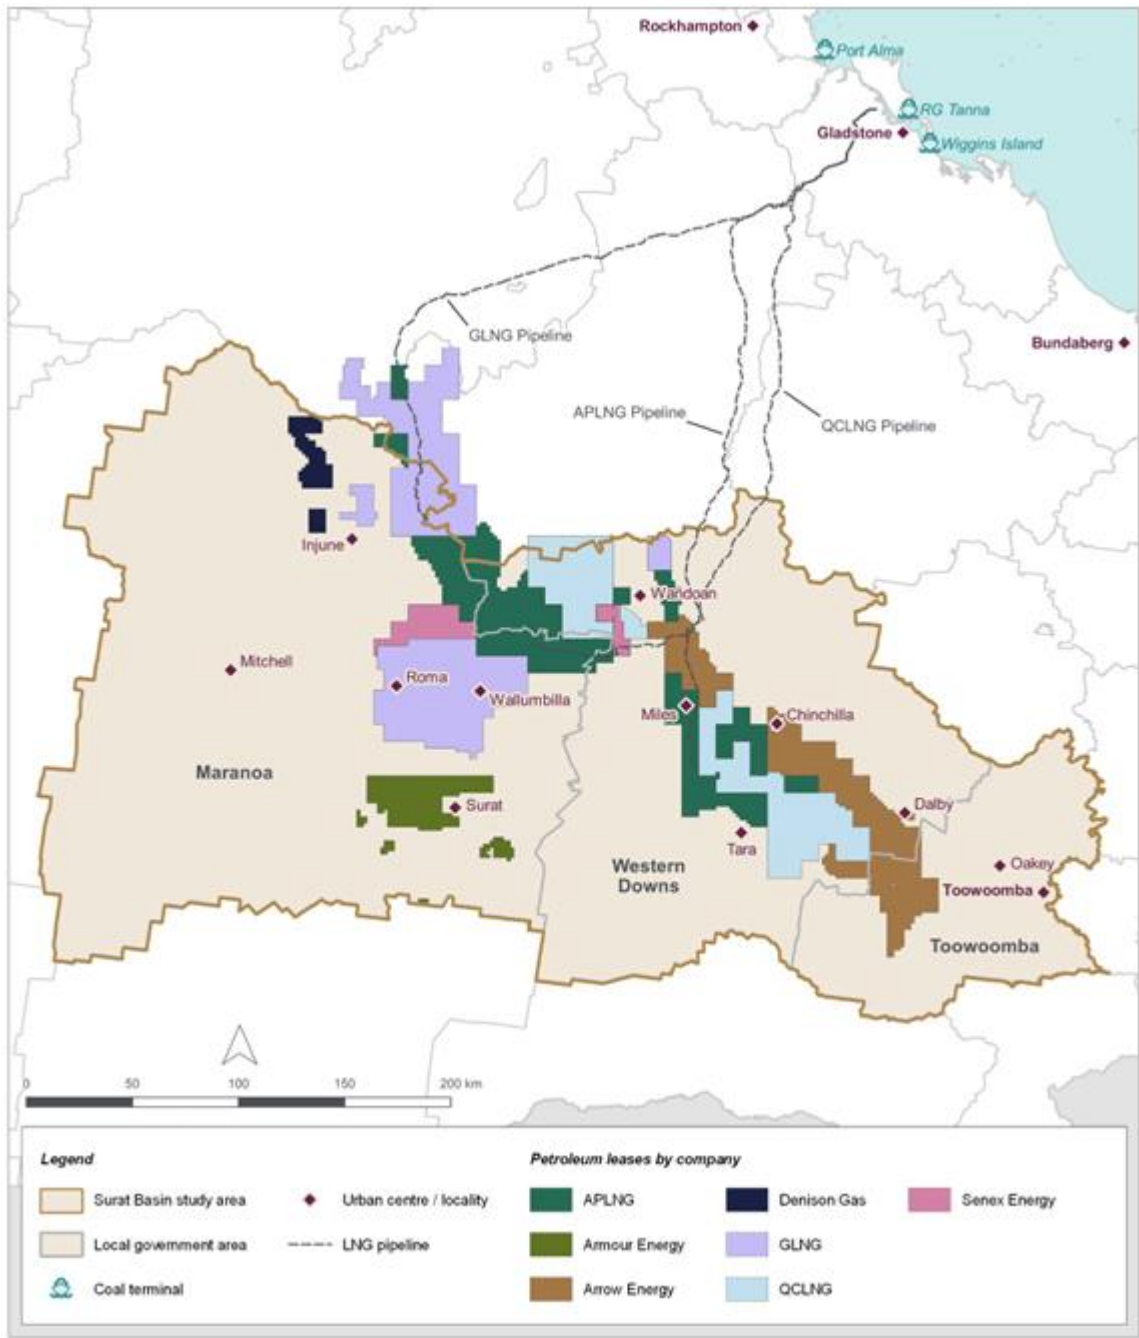 Rockhampton
Port Alma
RG Tanna
Gladstone
Wiggins Island
GLNG Pipeline
Bundaberg
APLNG Pipeline
QCLNG Pipeline
Injune
Wandoan
Mitchell
Roma
Wallumbilla
Miles
Chinchilla
Maranoa
Surat
Dalby
Tara
Western
Downs
Oakey
Toowoomba
Toowoomba
0 50 100 150 200 km
Legend
Surat Basin study area
Local government area
Coal terminal
Urban centre / locality
LNG pipeline
Petroleum leases by company
APLNG
Armour Energy
Arrow Energy
Denison Gas
GLNG
QCLNG
Senex Energy